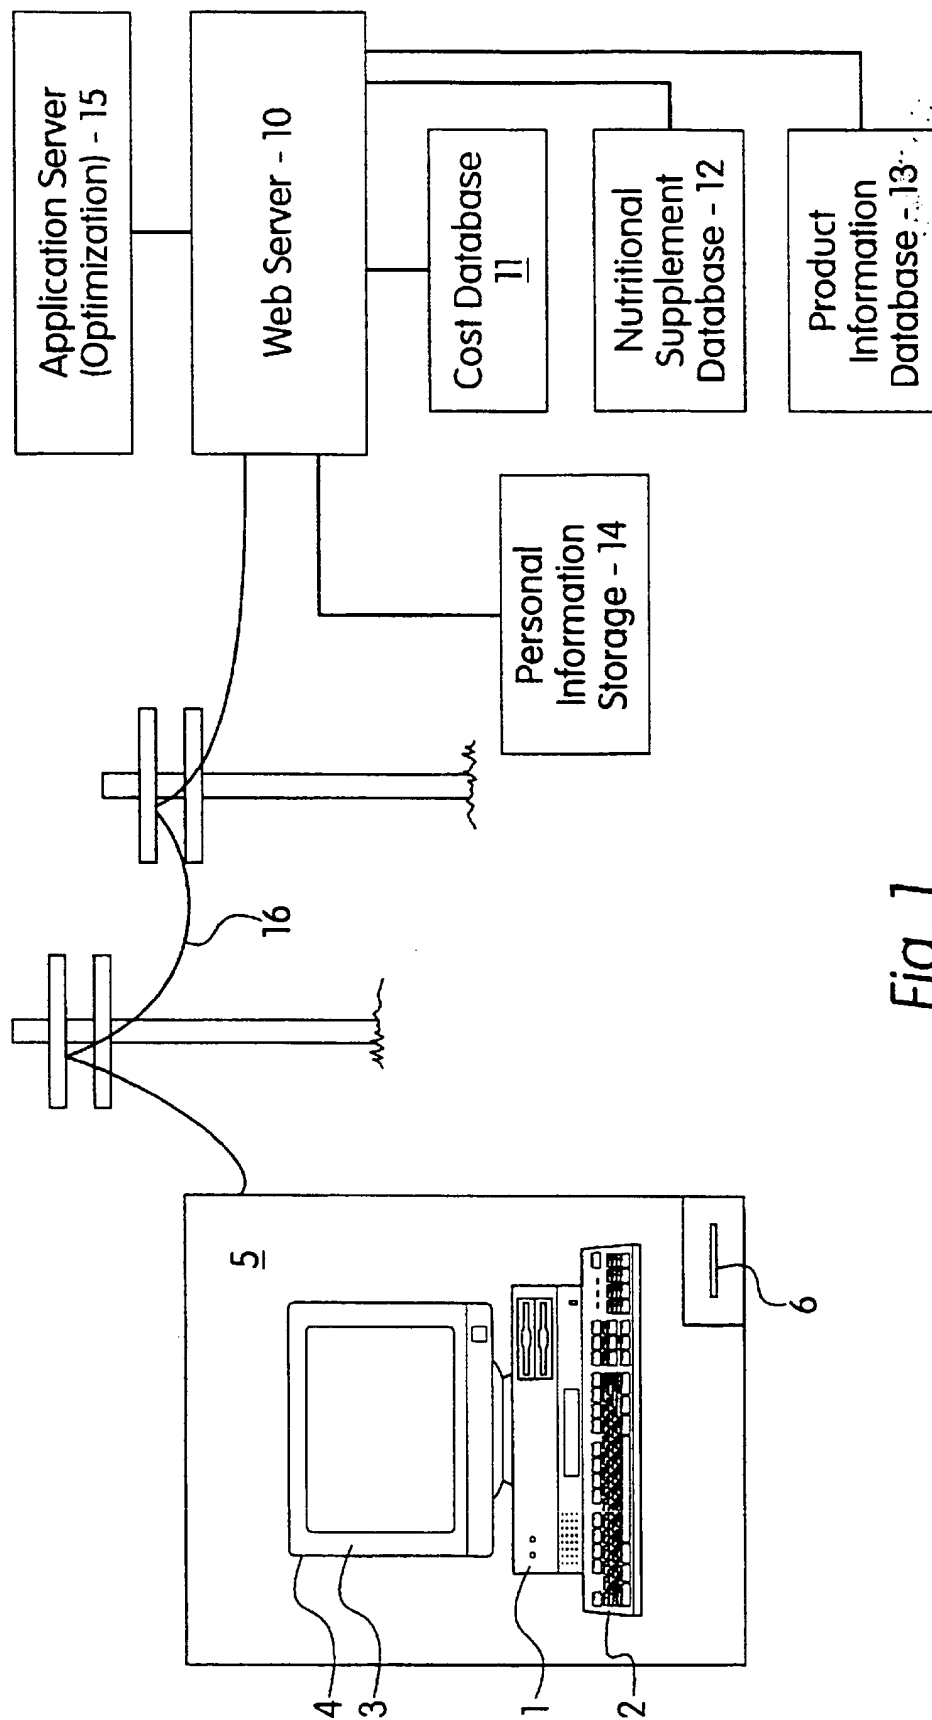 Application Server
(Optimization) - 15
Web Server - 10
Cost Database
11
Nutritional
Supplement
Database - 12
Product
Information
Database - 13
Personal
Information
Storage - 14
16
5
4
3
1
2
6
Fig. 1